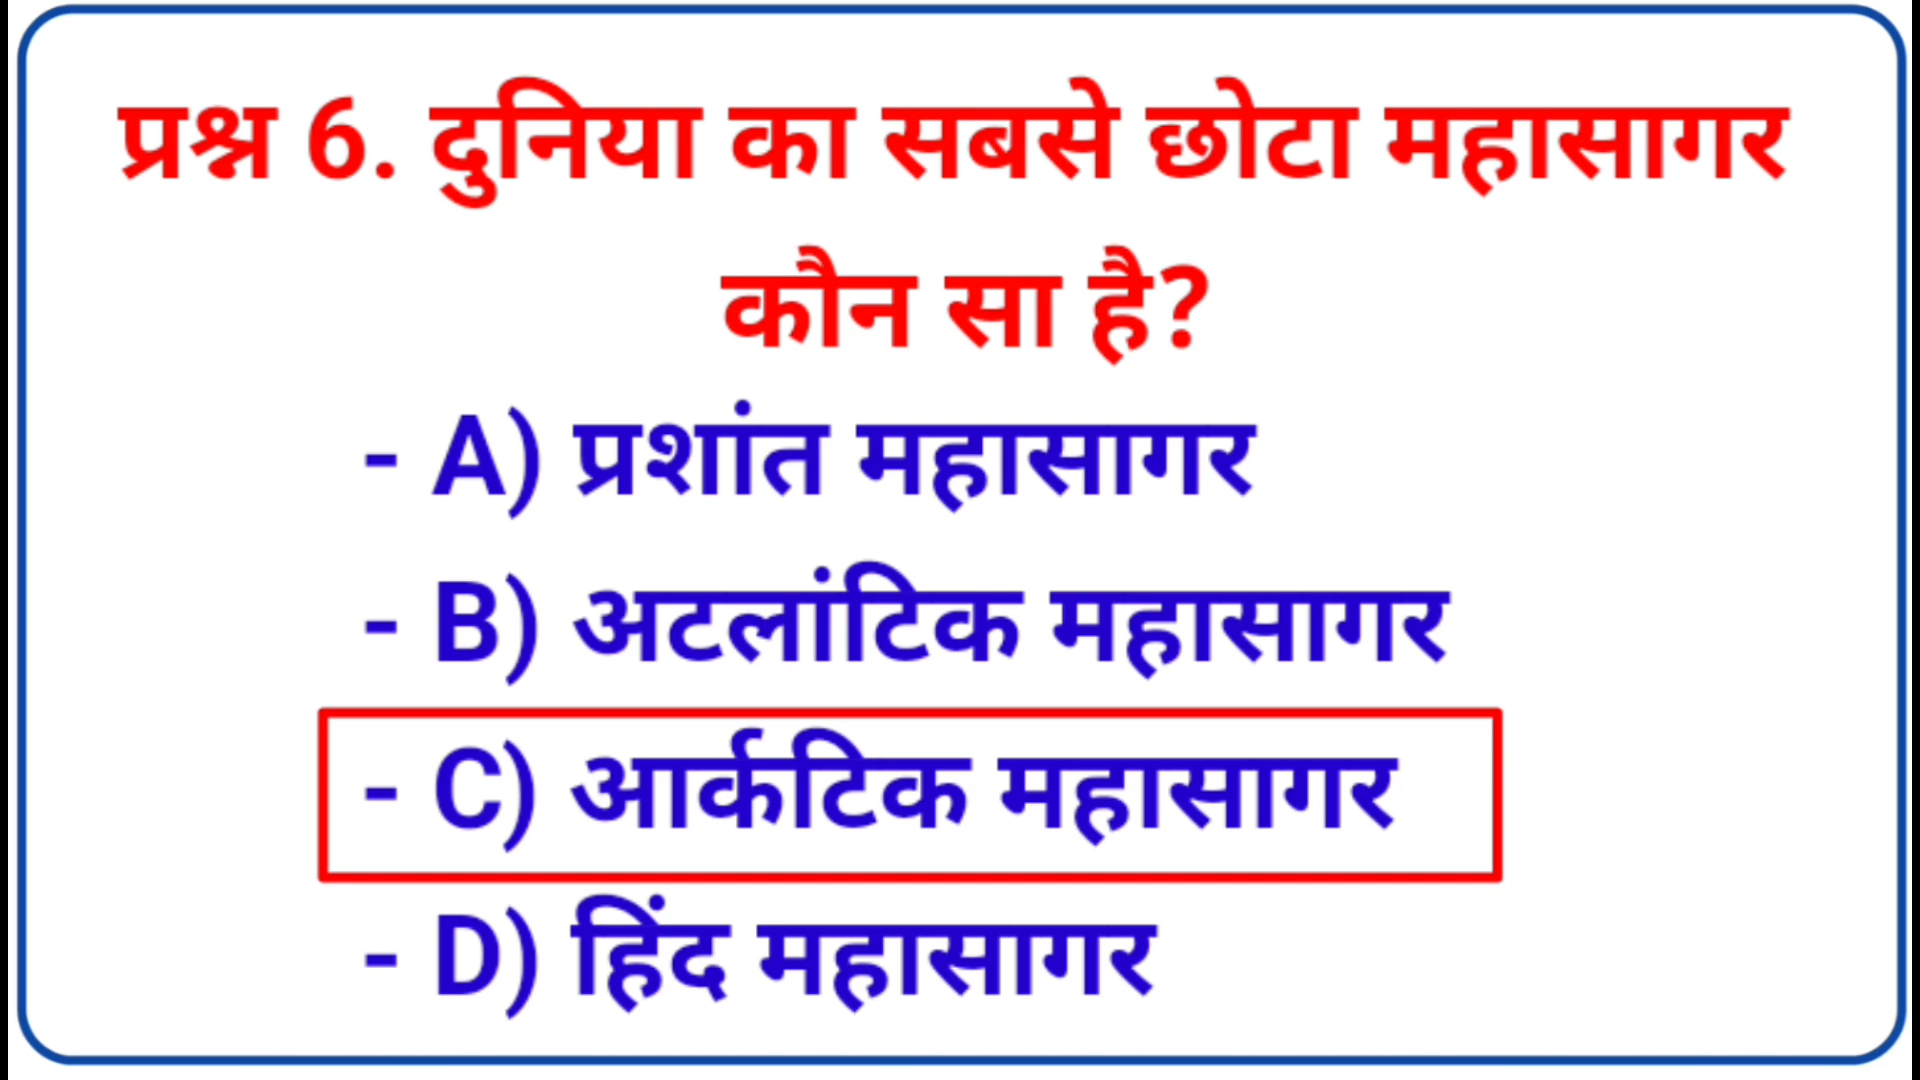 प्रश्न 6. दुनिया का सबसे छोटा महासागर
कौन सा है?
- A) प्रशांत महासागर
- B) अटलांटिक महासागर
- C) आर्कटिक महासागर
- D) हिंद महासागर